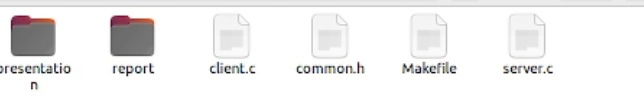 presentatio
n
report
client.c
common.h
Makefile
server.c